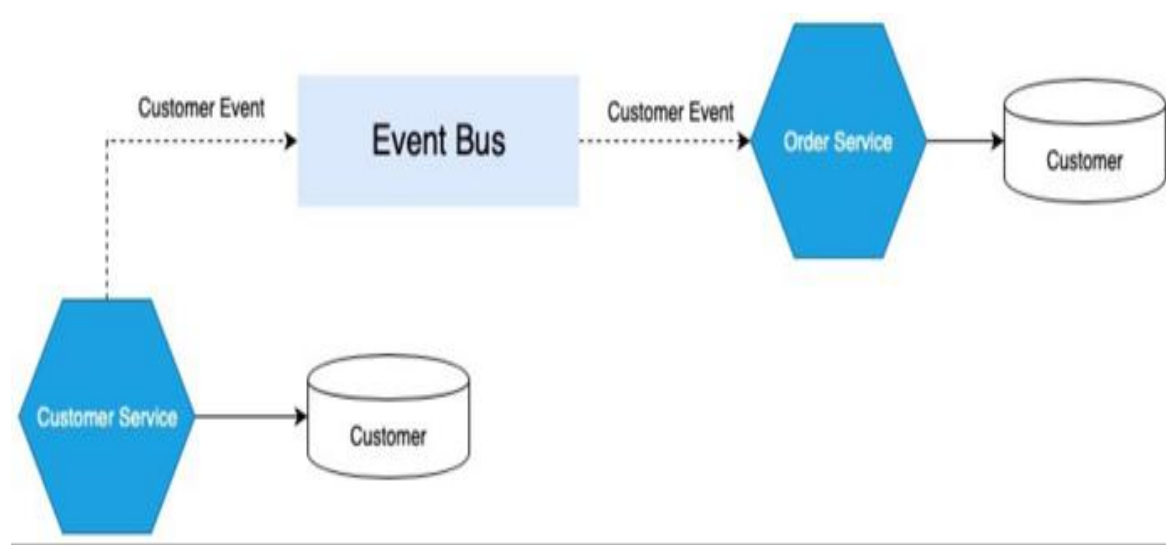 Customer Event
Event Bus
Customer Event
Order Service
Customer
Customer Service
Customer